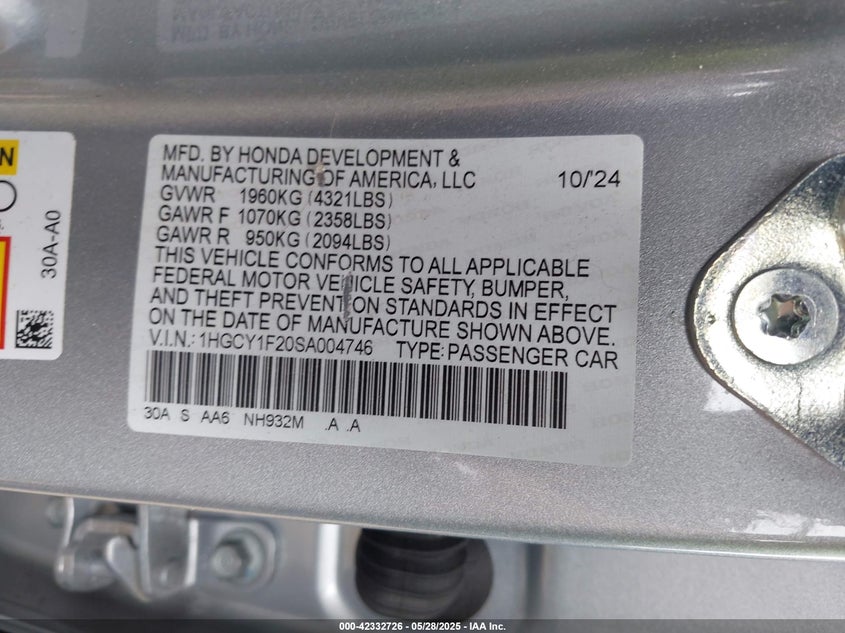 MFD. BY HONDA DEVELOPMENT &
MANUFACTURING OF AMERICA, LLC 10/'24
GVWR 1960KG (4321LBS)
GAWR F 1070KG (2358LBS)
GAWR R 950KG (2094LBS)
THIS VEHICLE CONFORMS TO ALL APPLICABLE
FEDERAL MOTOR VEHICLE SAFETY, BUMPER,
AND THEFT PREVENTION STANDARDS IN EFFECT
ON THE DATE OF MANUFACTURE SHOWN ABOVE.
V.I.N.: 1HGCY1F20SA004746 TYPE: PASSENGER CAR
30A S AA6 NH932M .A .A
30A-A0
000-42332726 - 05/28/2025 - IAA Inc.